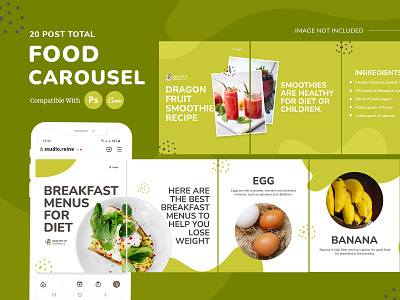 20 POST TOTAL
FOOD
CAROUSEL
Compatible With
Ps
Canva
IMAGE NOT INCLUDED
DRAGON
FRUIT
SMOOTHIE
RECIPE
SMOOTHIES
ARE HEALTHY
FOR DIET OR
CHILDREN.
INGREDIENTS
studio.reine
BREAKFAST
MENUS
FOR
DIET
HERE ARE
THE BEST
BREAKFAST
MENUS TO
HELP YOU
LOSE
WEIGHT
EGG
BANANA